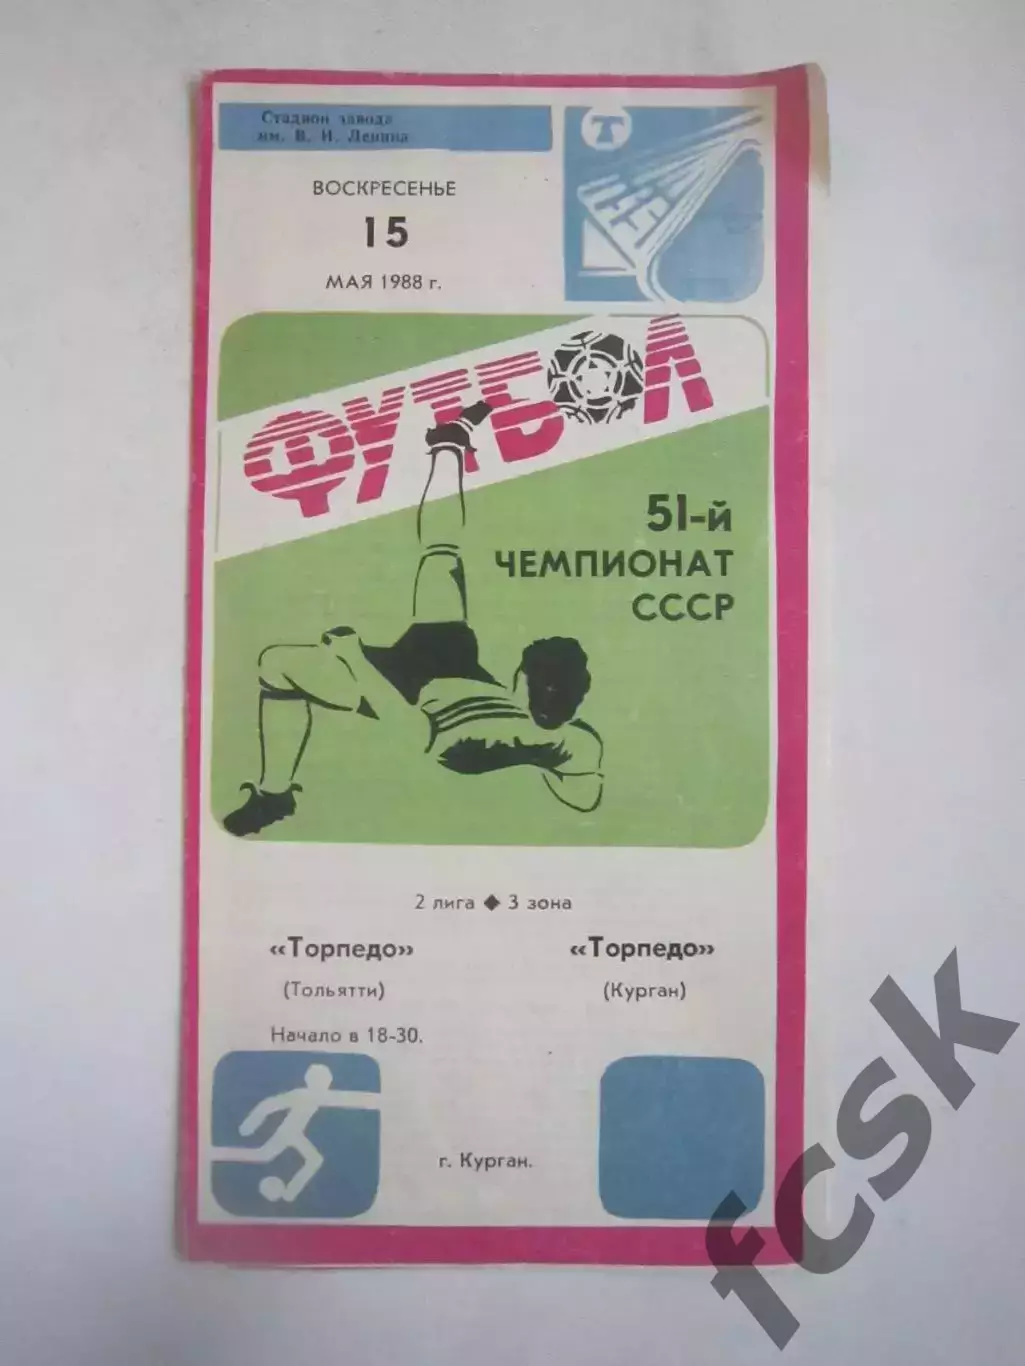 Стадион завода
им. В. И. Ленина
ВОСКРЕСЕНЬЕ
15
МАЯ 1988 г.
Т
ФУТБОЛ
51-й
ЧЕМПИОНАТ
СССР
2 лига ◆ 3 зона
«Торпедо» «Торпедо»
(Тольятти) (Курган)
Начало в 18-30.
г. Курган.
fcsk